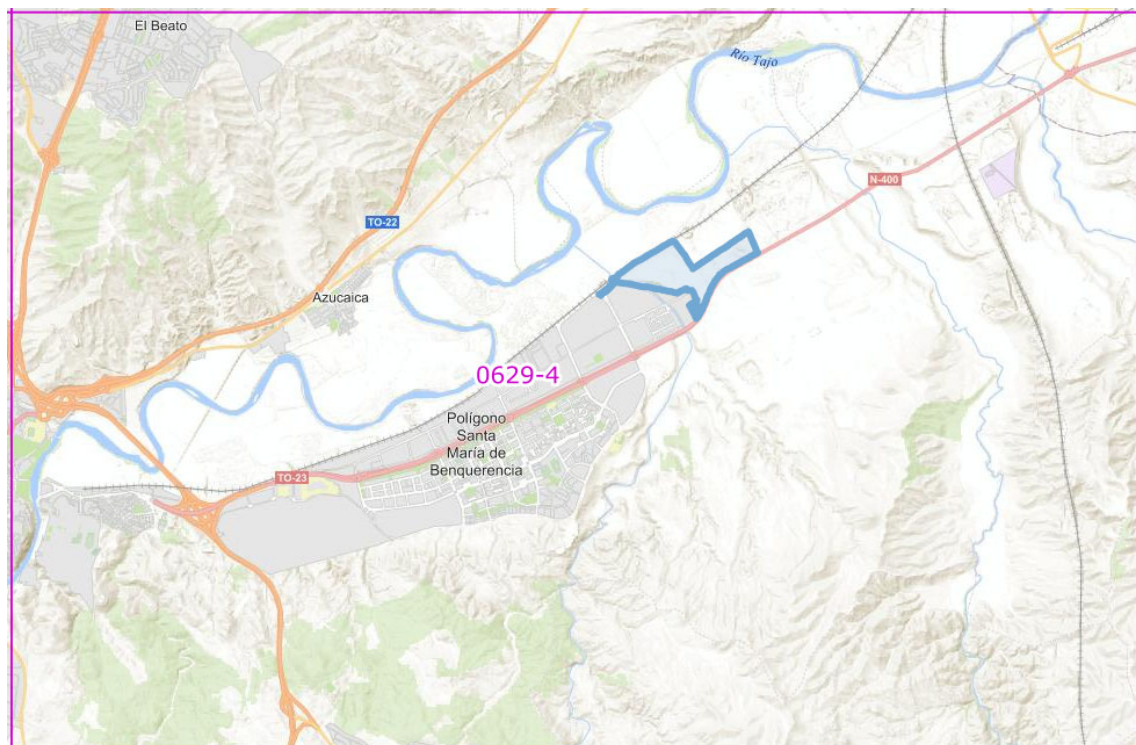 El Beato
Río Tajo
N-400
TO-22
Azucaica
0629-4
Polígono
Santa
María de
Benquerencia
TO-23